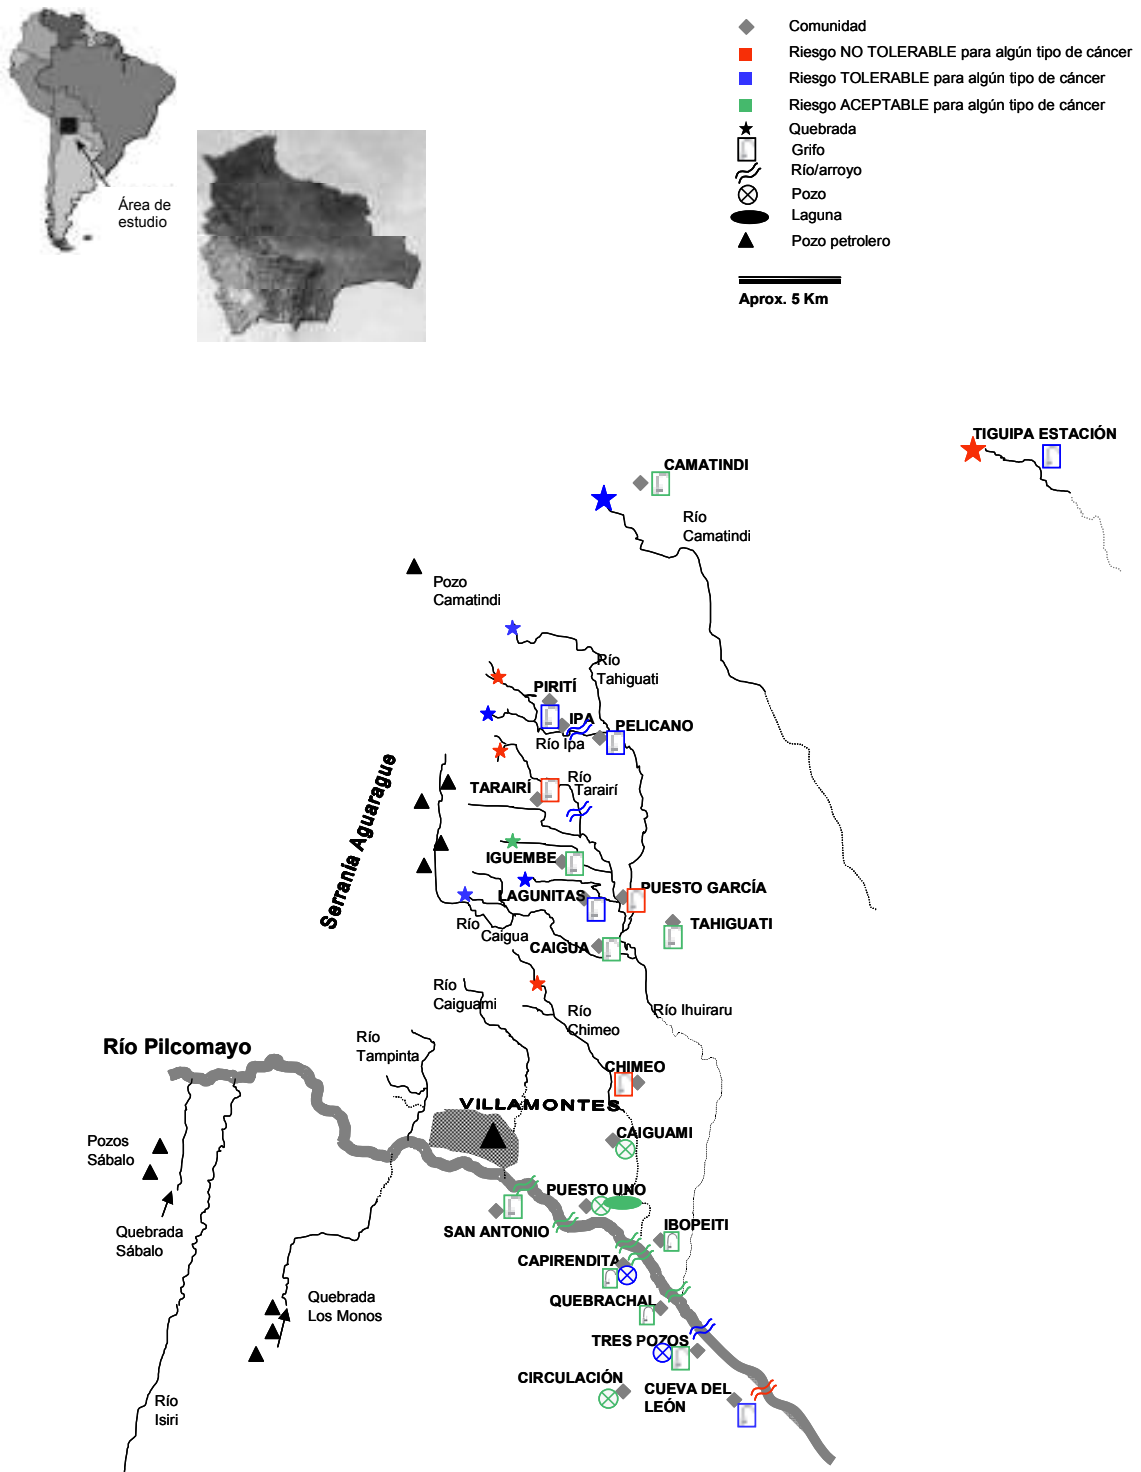 Comunidad
Riesgo NO TOLERABLE para algún tipo de cáncer
Riesgo TOLERABLE para algún tipo de cáncer
Riesgo ACEPTABLE para algún tipo de cáncer
Quebrada
Grifo
Río/arroyo
Pozo
Laguna
Pozo petrolero
Aprox. 5 Km
Área de
estudio
TIGUIPA ESTACIÓN
CAMATINDI
Río
Camatindi
Pozo
Camatindi
Río
Tahiguati
PIRITÍ
IPA
PELICANO
Río Ipa
TARAIRÍ
Río
Tarairí
Serrania Aguarague
IGUEMBE
LAGUNITAS
PUESTO GARCÍA
TAHIGUATI
Río
Caigua
CAIGUA
Río
Caiguami
Río
Chimeo
Río Ihuiraru
Río
Tampinta
Río Pilcomayo
CHIMEO
VILLAMONTES
CAIGUAMI
Pozos
Sábalo
PUESTO UNO
SAN ANTONIO
IBOPEITI
Quebrada
Sábalo
CAPIRENDITA
Quebrada
Los Monos
QUEBRACHAL
TRES POZOS
CIRCULACIÓN
CUEVA DEL
LEÓN
Río
Isiri